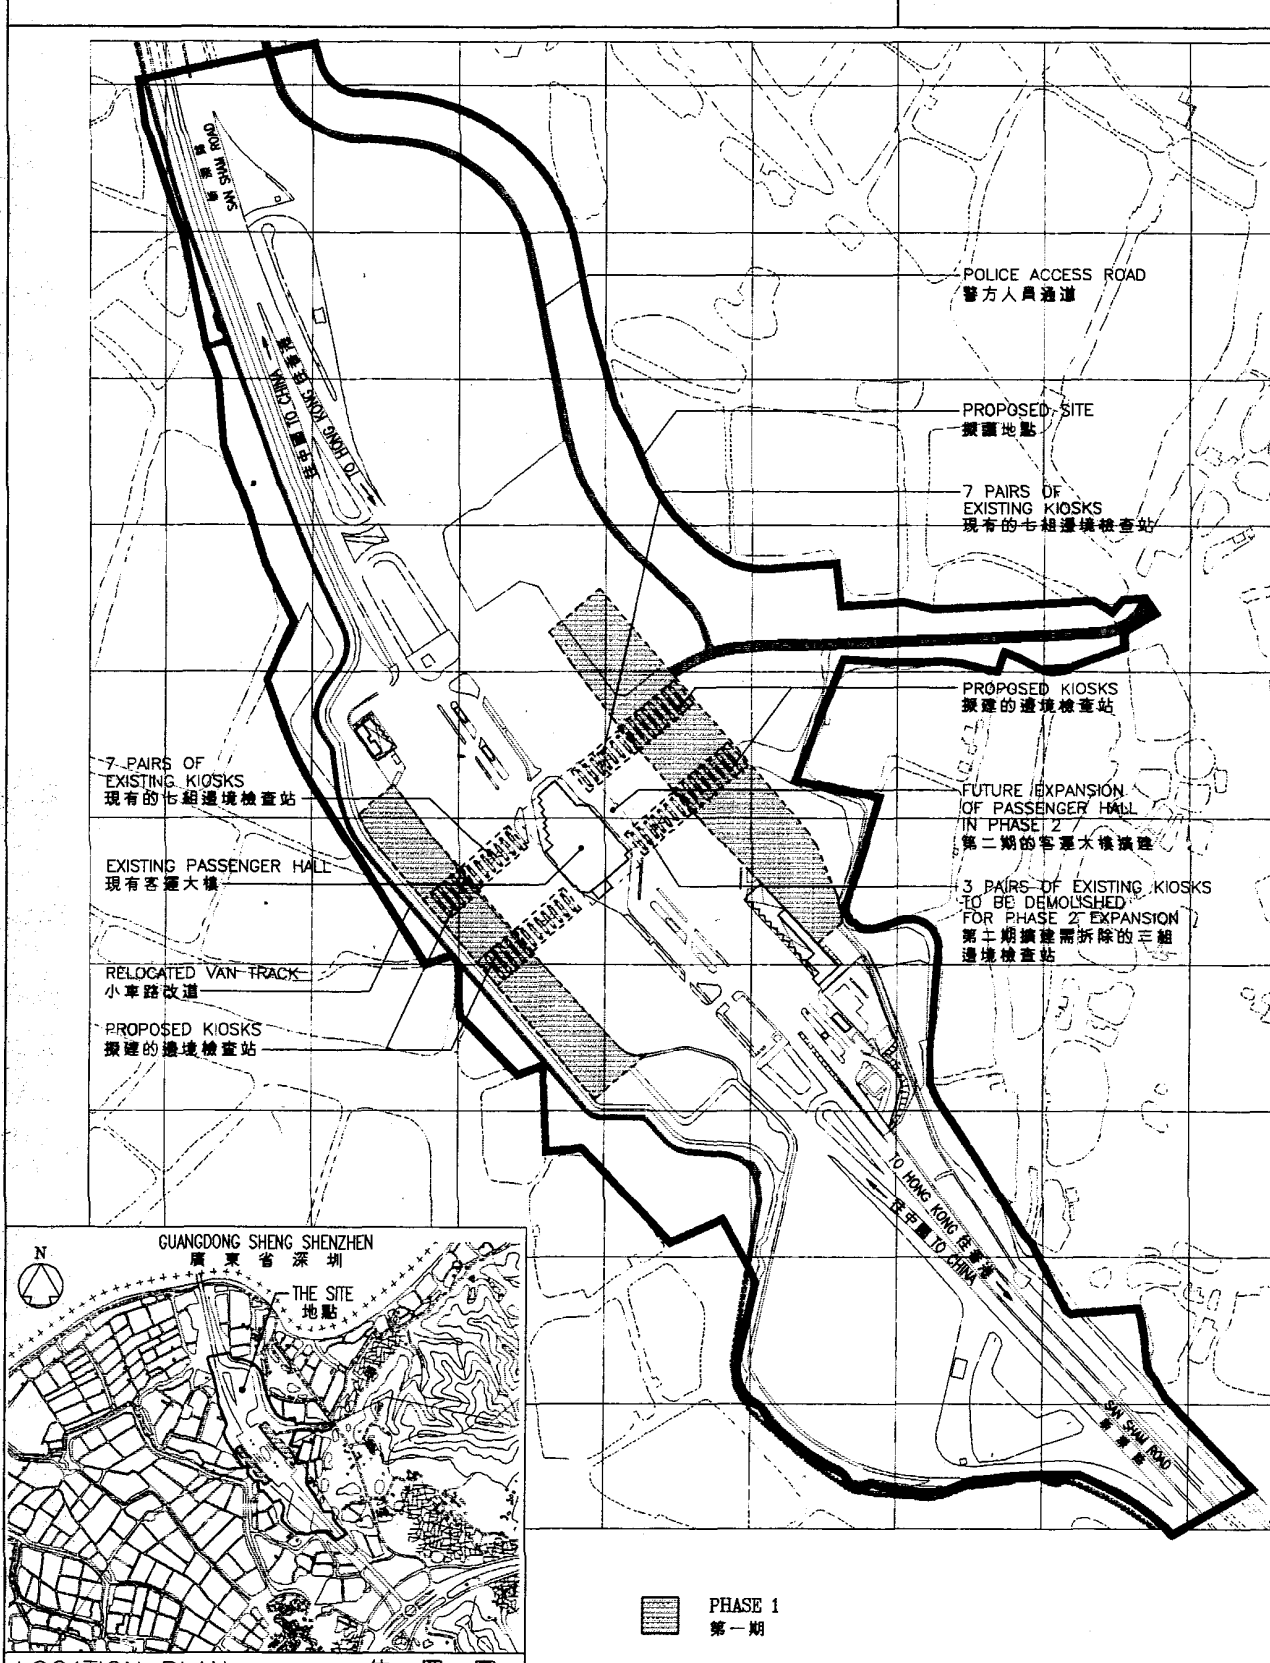 SAN SHAM ROAD
新深路
往中國 TO CHINA
TO HONG KONG 往香港
POLICE ACCESS ROAD
警方人員通道
PROPOSED SITE
擬議地點
7 PAIRS OF
EXISTING KIOSKS
現有的七組邊境檢查站
PROPOSED KIOSKS
擬建的邊境檢查站
FUTURE EXPANSION
OF PASSENGER HALL
IN PHASE 2
第二期的客運大樓擴建
3 PAIRS OF EXISTING KIOSKS
TO BE DEMOLISHED
FOR PHASE 2 EXPANSION
第二期擴建需拆除的三組
邊境檢查站
7 PAIRS OF
EXISTING KIOSKS
現有的七組邊境檢查站
EXISTING PASSENGER HALL
現有客運大樓
RELOCATED VAN TRACK
小車路改道
PROPOSED KIOSKS
擬建的邊境檢查站
TO HONG KONG 往香港
往中國 TO CHINA
SAN SHAM ROAD
新深路
N
GUANGDONG SHENG SHENZHEN
廣東省深圳
THE SITE
地點
LOCATION PLAN 位置圖
PHASE 1
第一期